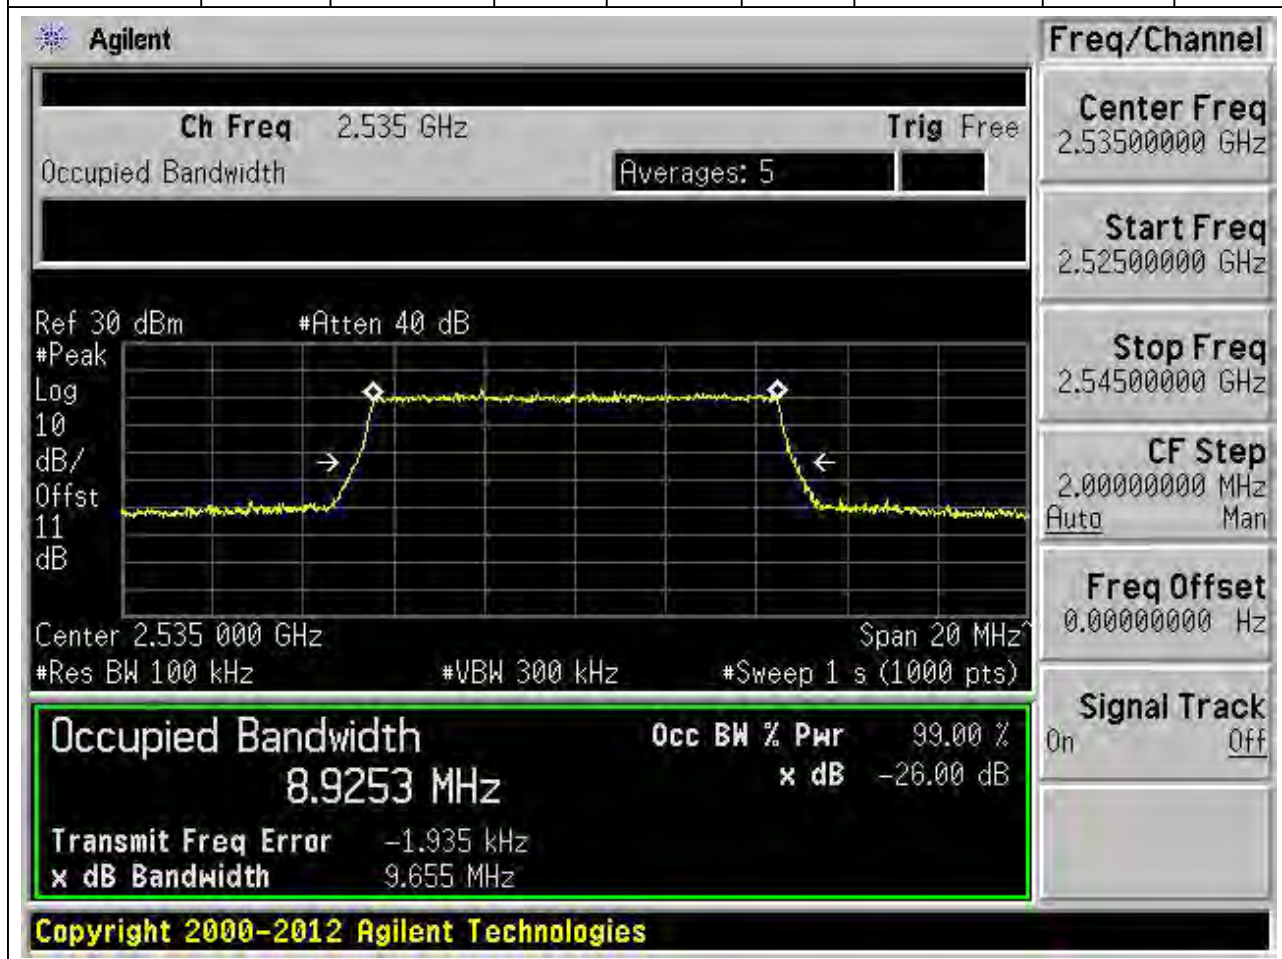 Agilent
Freq/Channel
Ch Freq 2.535 GHz Trig Free
Occupied Bandwidth Averages: 5
Ref 30 dBm #Atten 40 dB
#Peak
Log
10
dB/
Offst
11
dB
Center 2.535 000 GHz Span 20 MHz^
#Res BW 100 kHz #VBW 300 kHz #Sweep 1 s (1000 pts)
Occupied Bandwidth Occ BW % Pwr 99.00 %
8.9253 MHz x dB -26.00 dB
Transmit Freq Error -1.935 kHz
x dB Bandwidth 9.655 MHz
Copyright 2000-2012 Agilent Technologies
Center Freq
2.53500000 GHz
Start Freq
2.52500000 GHz
Stop Freq
2.54500000 GHz
CF Step
2.00000000 MHz
Auto Man
Freq Offset
0.00000000 Hz
Signal Track
On Off